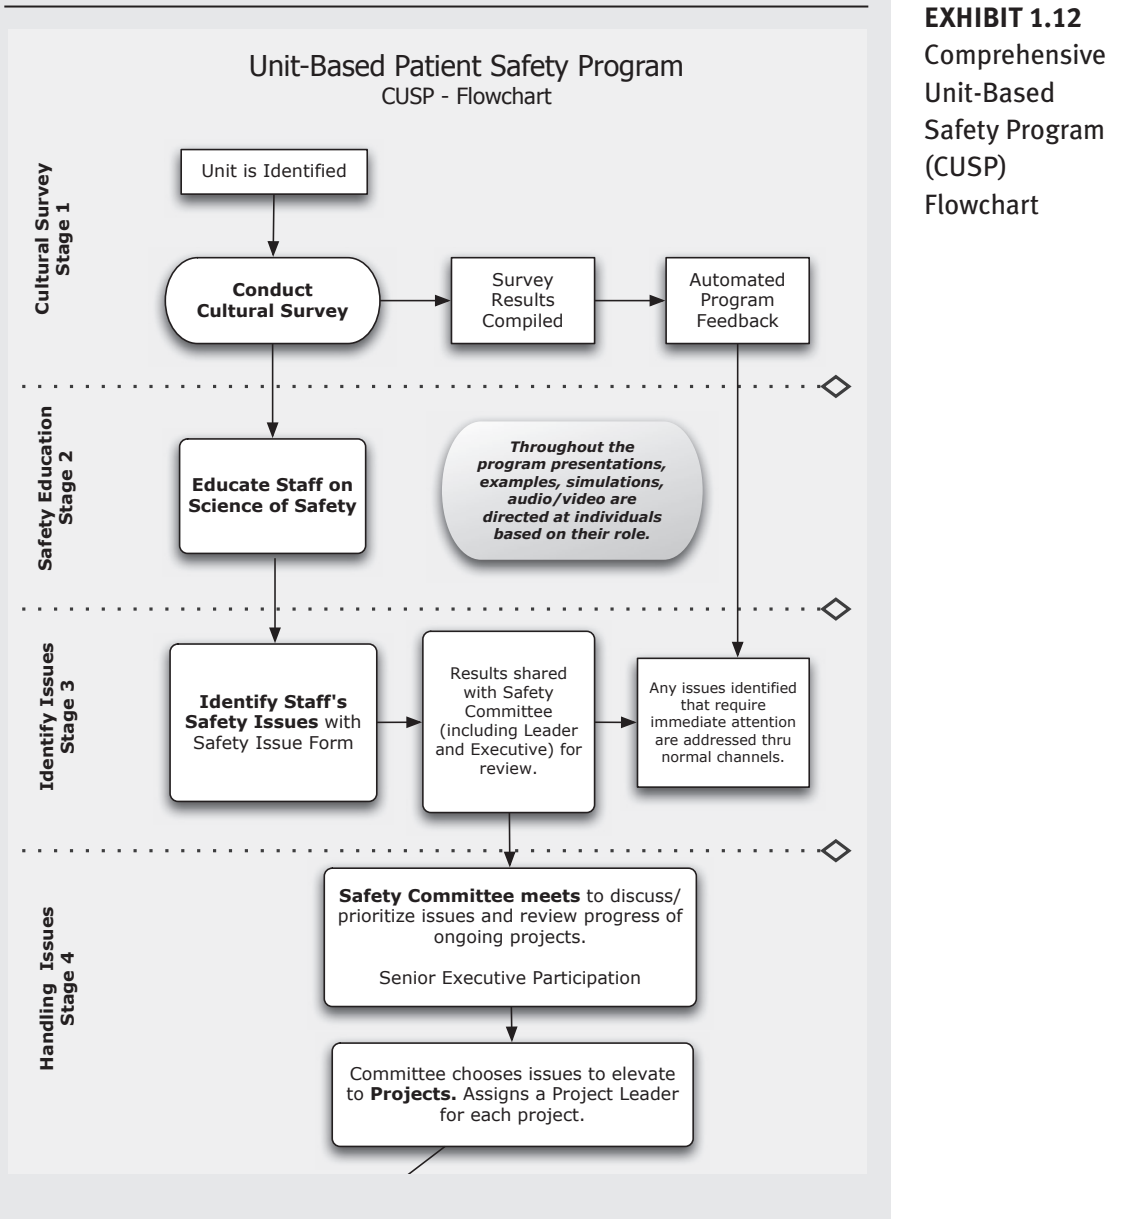 EXHIBIT 1.12
Comprehensive
Unit-Based
Safety Program
(CUSP)
Flowchart
Unit-Based Patient Safety Program
CUSP - Flowchart
Cultural Survey
Stage 1
Unit is Identified
Conduct
Cultural Survey
Survey
Results
Compiled
Automated
Program
Feedback
Safety Education
Stage 2
Educate Staff on
Science of Safety
Throughout the
program presentations,
examples, simulations,
audio/video are
directed at individuals
based on their role.
Identify Issues
Stage 3
Identify Staff's
Safety Issues with
Safety Issue Form
Results shared
with Safety
Committee
(including Leader
and Executive) for
review.
Any issues identified
that require
immediate attention
are addressed thru
normal channels.
Handling Issues
Stage 4
Safety Committee meets to discuss/
prioritize issues and review progress of
ongoing projects.
Senior Executive Participation
Committee chooses issues to elevate
to Projects. Assigns a Project Leader
for each project.